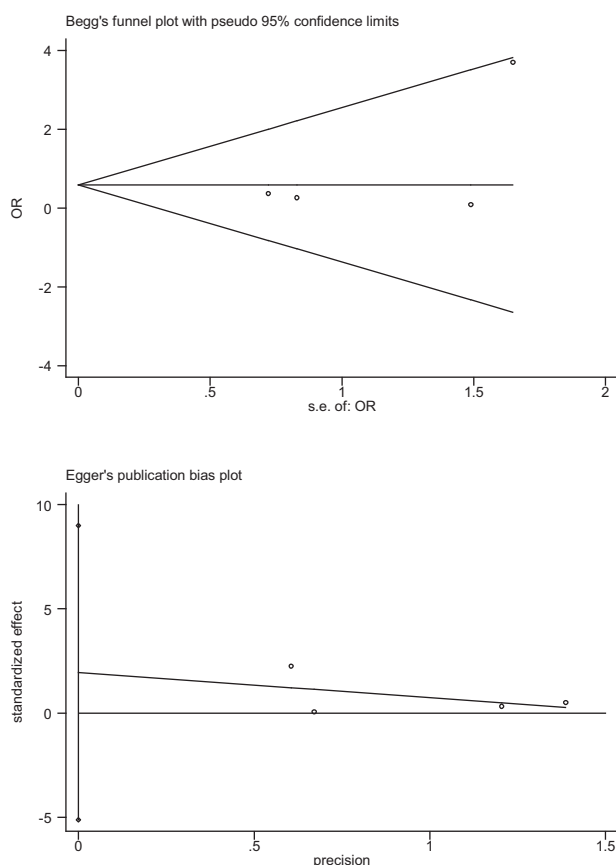 Begg's funnel plot with pseudo 95% confidence limits
4
2
0
-2
-4
OR
0 .5 1 1.5 2
s.e. of: OR
Egger's publication bias plot
10
5
0
-5
standardized effect
0 .5 1 1.5
precision